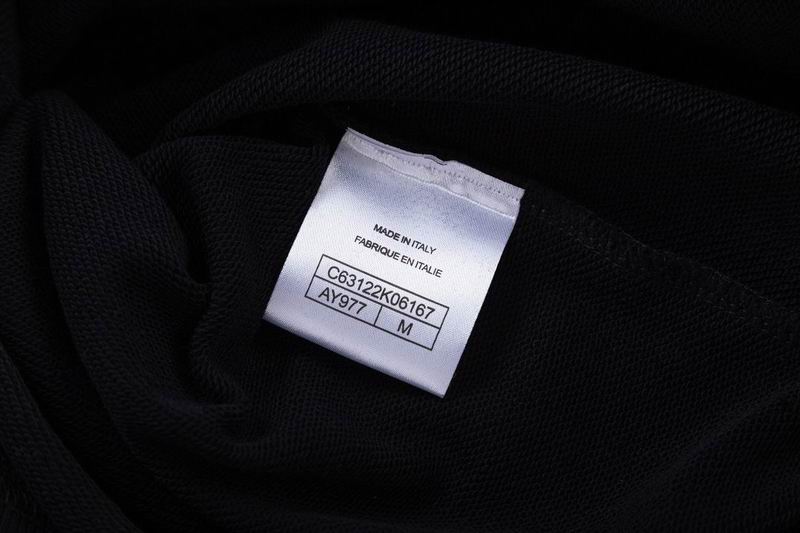 MADE IN ITALY
FABRIQUE EN ITALIE
C63122K06167
AY977 M